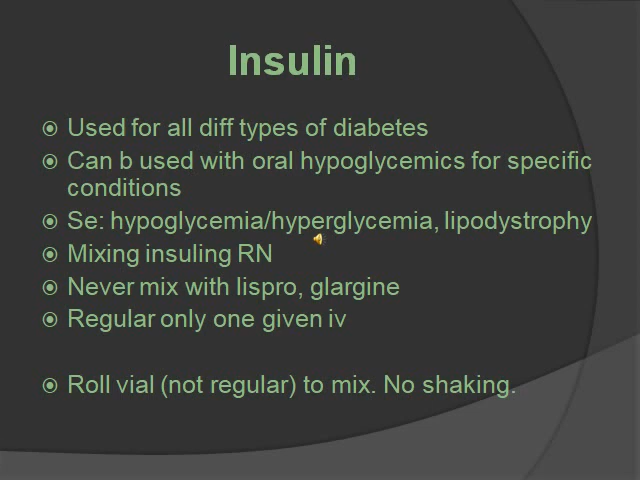 Insulin
Used for all diff types of diabetes
Can b used with oral hypoglycemics for specific
conditions
Se: hypoglycemia/hyperglycemia, lipodystrophy
Mixing insuling RN
Never mix with lispro, glargine
Regular only one given iv
Roll vial (not regular) to mix. No shaking.